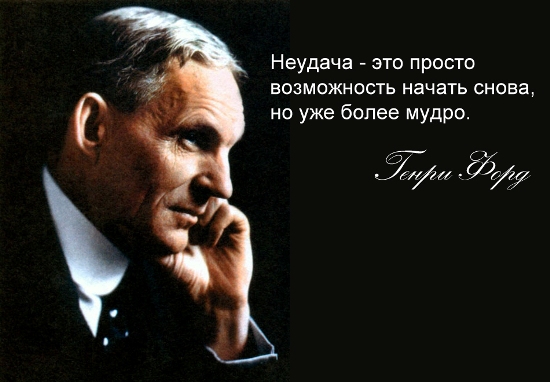 Неудача - это просто
возможность начать снова,
но уже более мудро.
Генри Форд